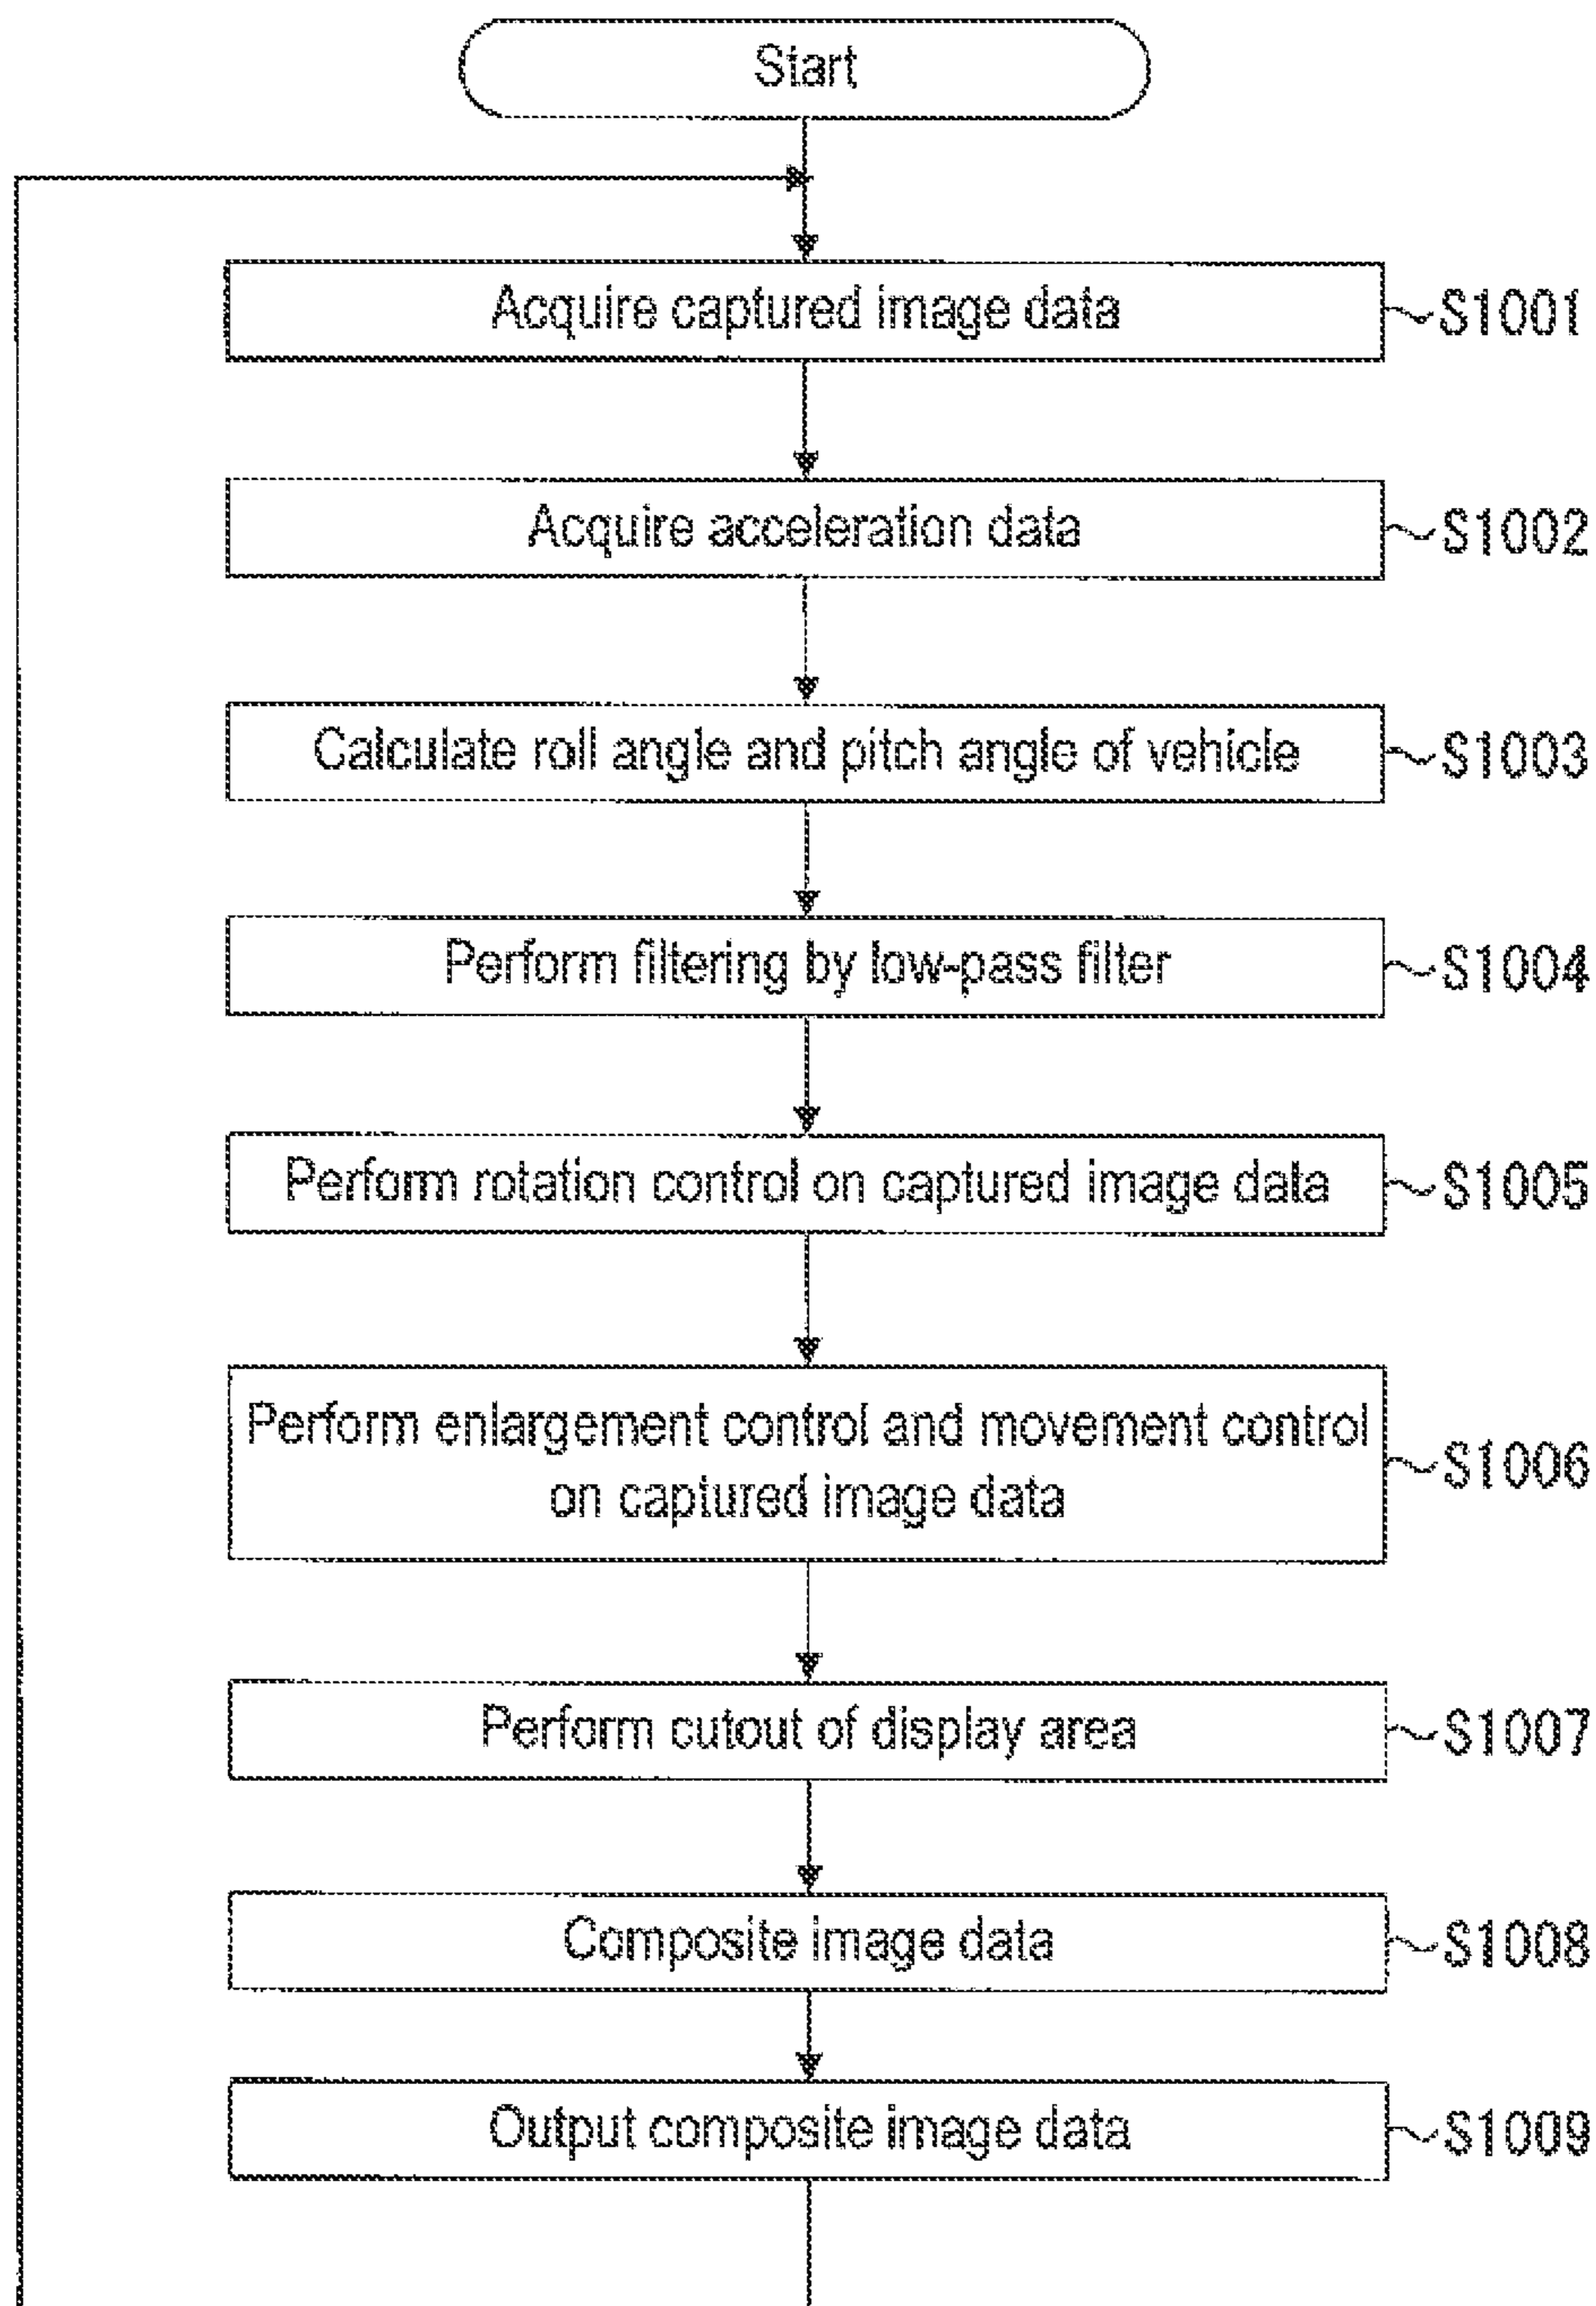 Start
Acquire captured image data
S1001
Acquire acceleration data
S1002
Calculate roll angle and pitch angle of vehicle
S1003
Perform filtering by low-pass filter
S1004
Perform rotation control on captured image data
S1005
Perform enlargement control and movement control
on captured image data
S1006
Perform cutout of display area
S1007
Composite image data
S1008
Output composite image data
S1009